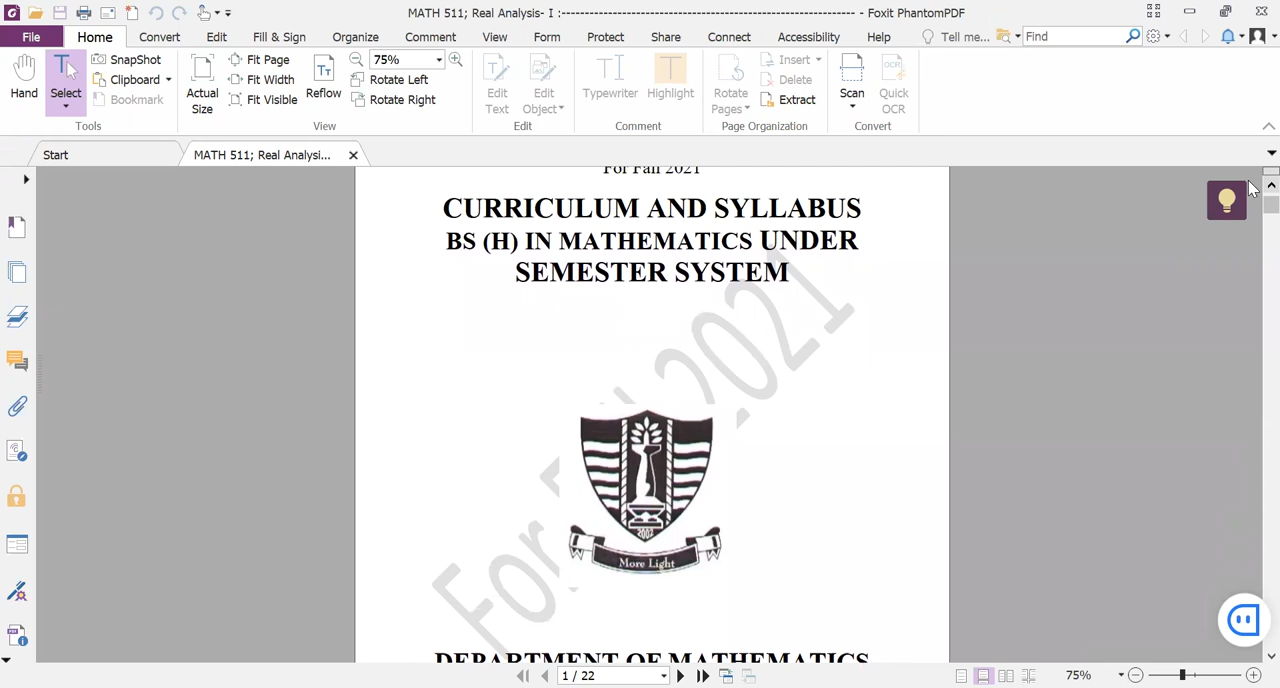 MATH 511; Real Analysis- I :------------------------------------------------------------ - Foxit PhantomPDF
File Home Convert Edit Fill & Sign Organize Comment View Form Protect Share Connect Accessibility Help Tell me... Find
Hand
Select
SnapShot
Clipboard
Bookmark
Tools
Actual Size
Fit Page
Fit Width
Fit Visible
Reflow
75%
Rotate Left
Rotate Right
View
Edit Text
Edit Object
Edit
Typewriter
Highlight
Comment
Rotate Pages
Insert
Delete
Extract
Page Organization
Scan
Quick OCR
Convert
Start
MATH 511; Real Analysi...
For Fall 2021
CURRICULUM AND SYLLABUS
BS (H) IN MATHEMATICS UNDER
SEMESTER SYSTEM
2002
More Light
DEPARTMENT OF MATHEMATICS
1 / 22
75%